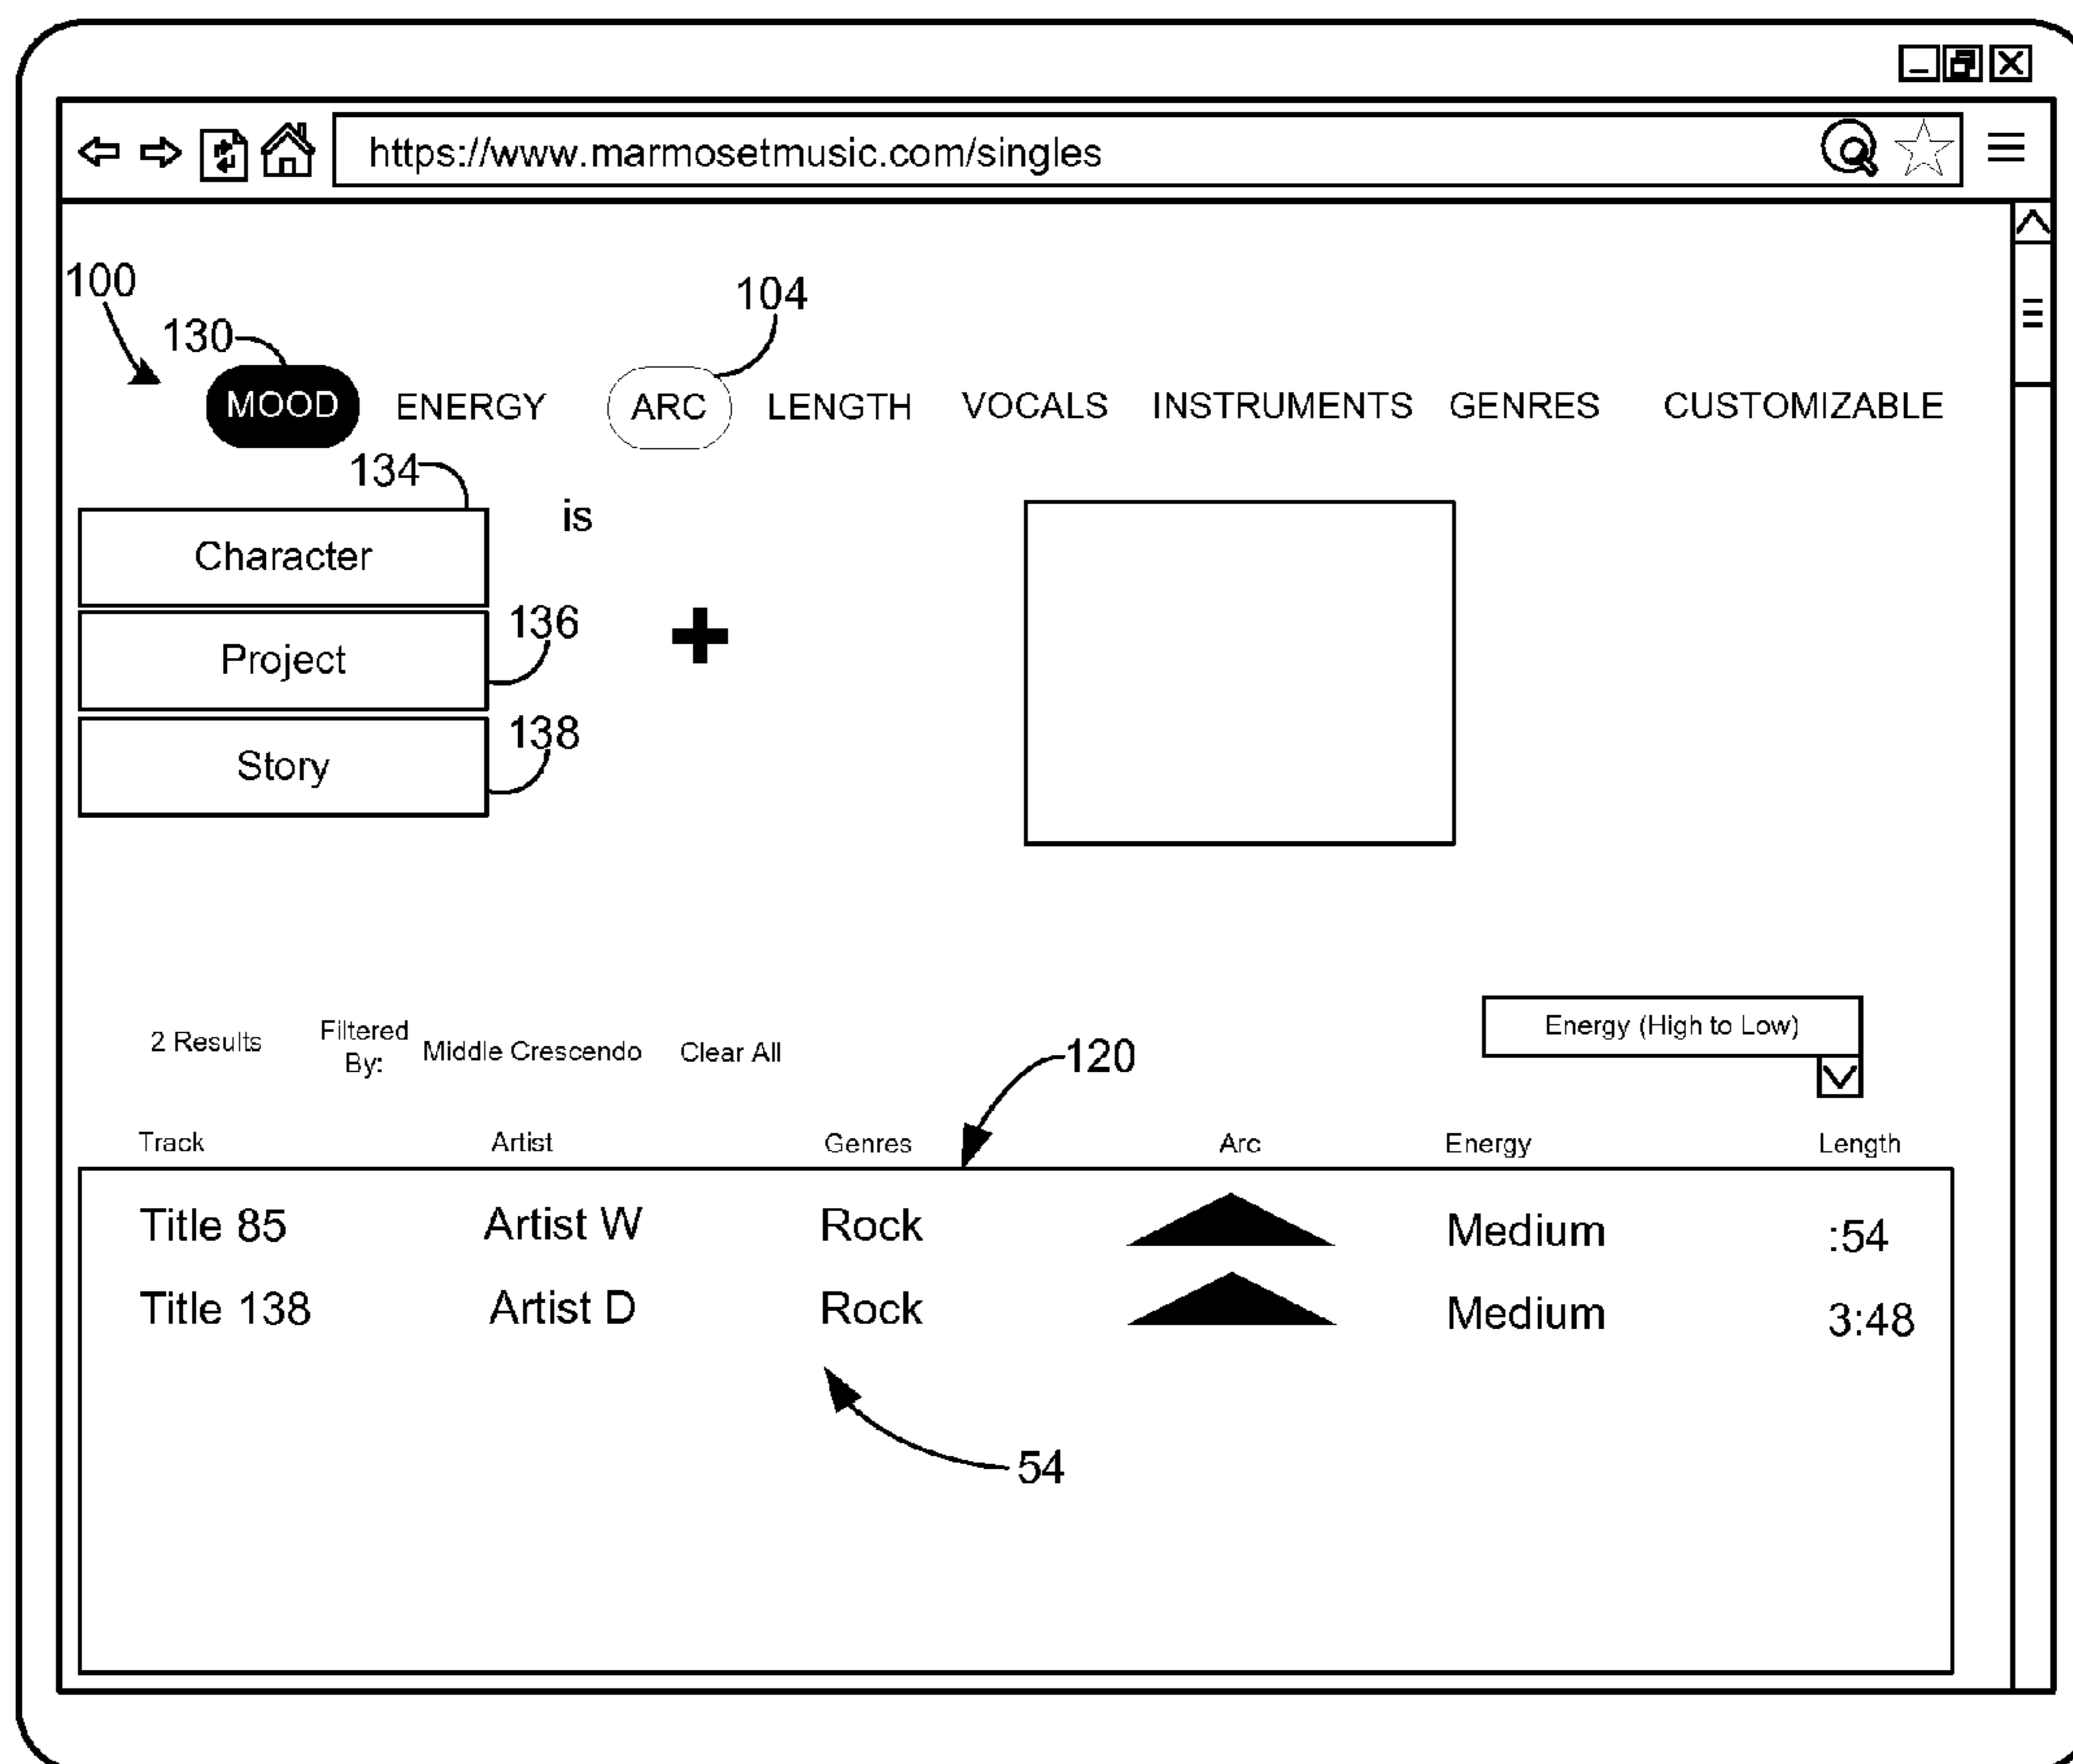 https://www.marmosetmusic.com/singles
100
130
104
MOOD ENERGY ARC LENGTH VOCALS INSTRUMENTS GENRES CUSTOMIZABLE
134
is
Character
136
Project
138
Story
2 Results Filtered By: Middle Crescendo Clear All
Energy (High to Low)
120
Track Artist Genres Arc Energy Length
Title 85 Artist W Rock Medium :54
Title 138 Artist D Rock Medium 3:48
54